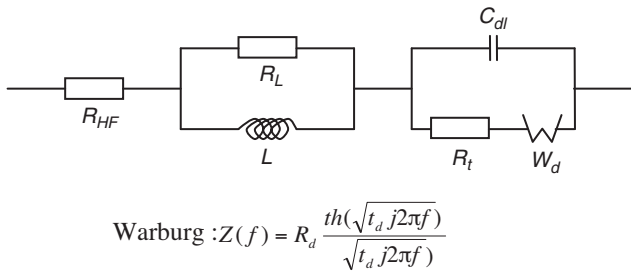 C_dl
R_L
R_HF
L
R_t
W_d
Warburg :Z(f) = R_d th(√t_d j2πf) / √t_d j2πf)